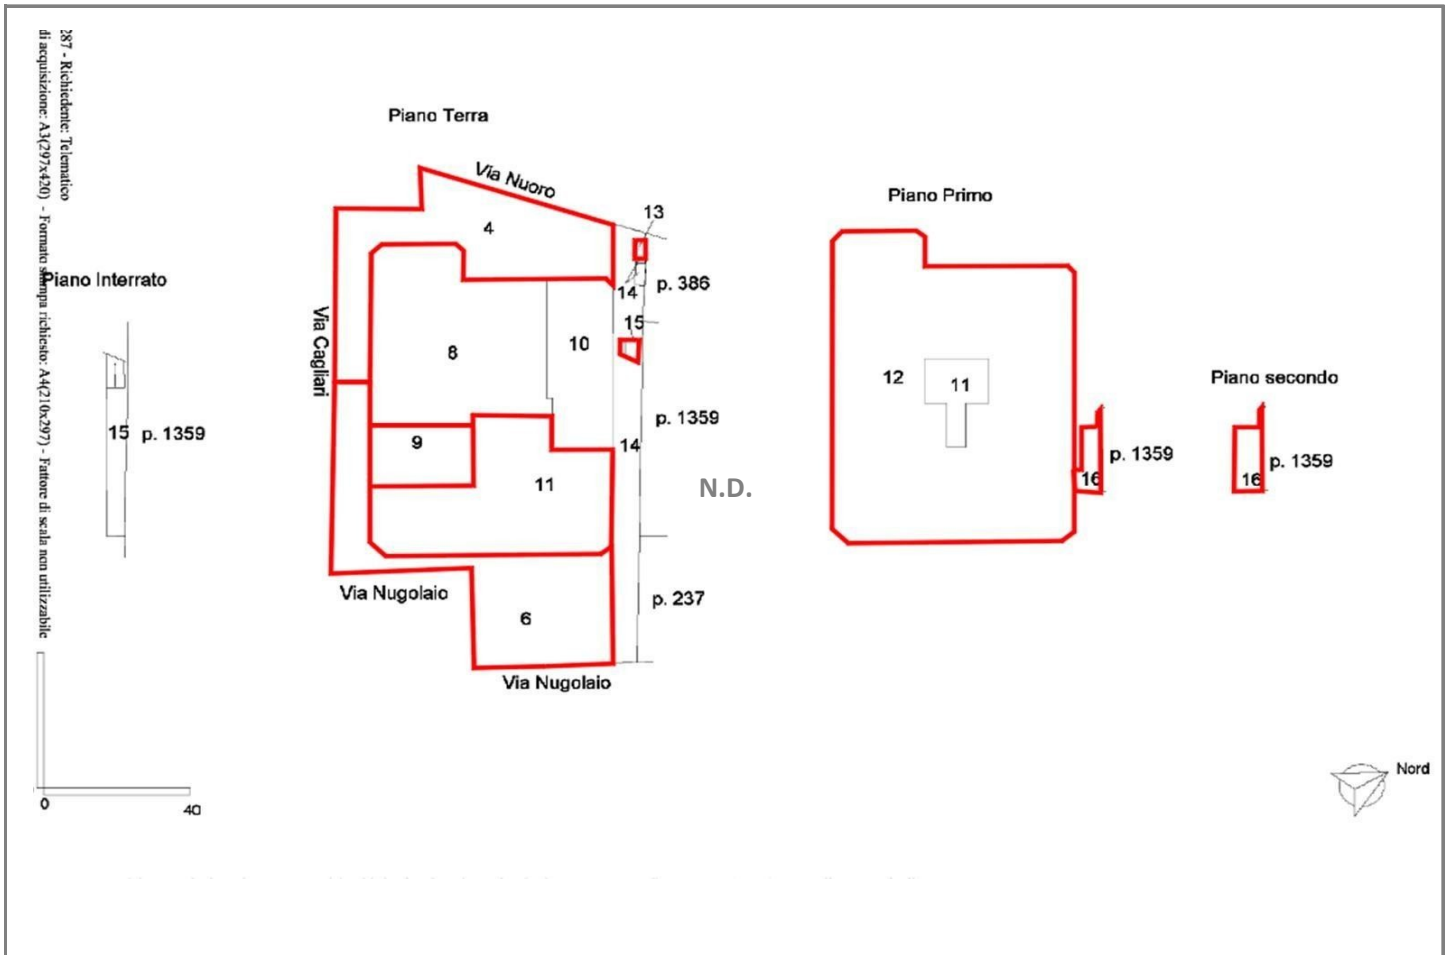 287 - Richiedente: Telematico
di acquisizione: A3(297x420) - Formato stampa richiesto: A4(210x297) - Fattore di scala non utilizzabile
Piano Interrato
15 p. 1359
Piano Terra
Via Nuoro
4
13
p. 386
14
15
Via Cagliari
8
10
p. 1359
14
9
11
Via Nugolaio
6
p. 237
Via Nugolaio
N.D.
Piano Primo
12
11
p. 1359
16
Piano secondo
p. 1359
16
Nord
0
40